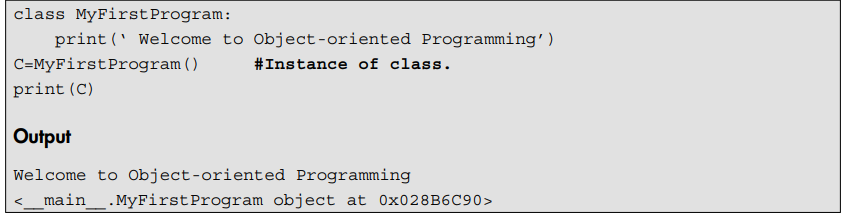 class MyFirstProgram:
    print(‘ Welcome to Object-oriented Programming’)
C=MyFirstProgram()     #Instance of class.
print(C)
Output
Welcome to Object-oriented Programming
<__main__.MyFirstProgram object at 0x028B6C90>